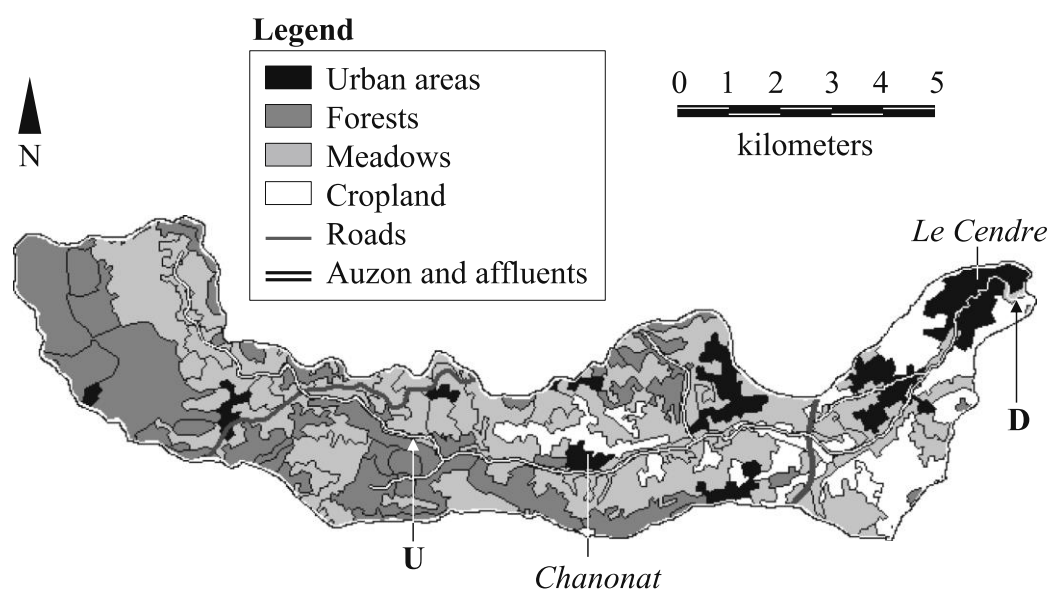 Legend
Urban areas
Forests
Meadows
Cropland
Roads
Auzon and affluents
N
0 1 2 3 4 5
kilometers
Le Cendre
D
U
Chanonat